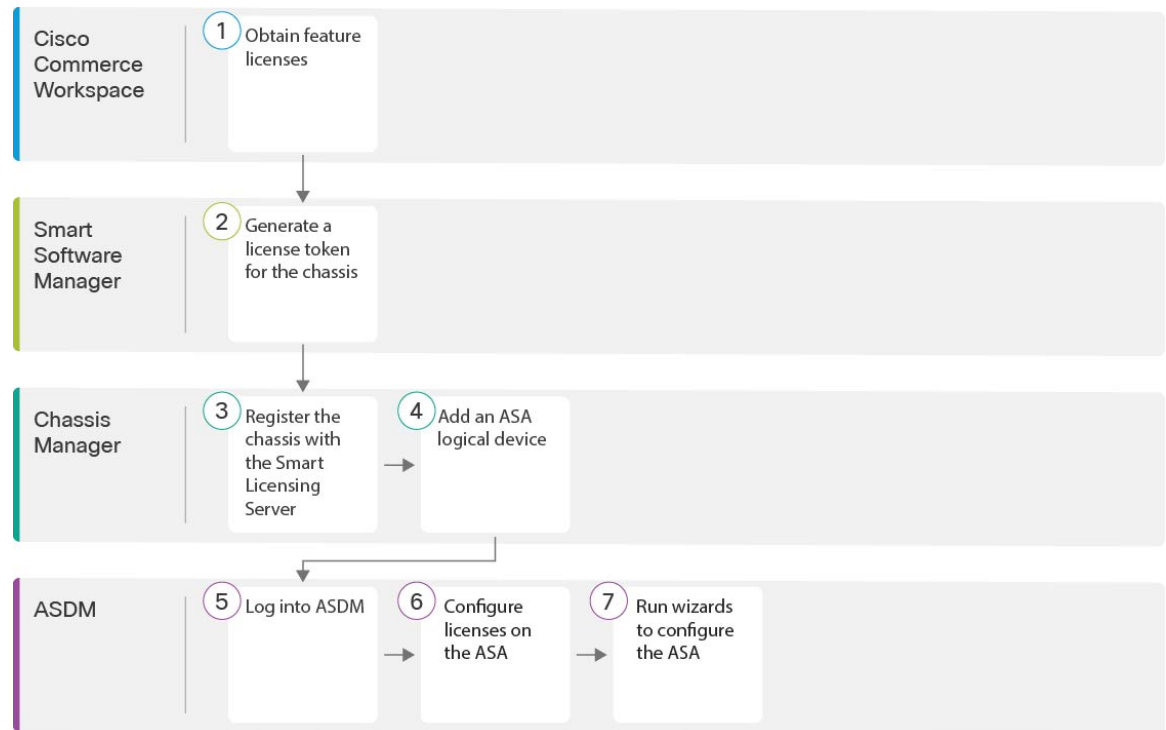 Cisco
Commerce
Workspace
1
Obtain feature
licenses
Smart
Software
Manager
2
Generate a
license token
for the chassis
Chassis
Manager
3
Register the
chassis with
the Smart
Licensing
Server
4
Add an ASA
logical device
ASDM
5
Log into ASDM
6
Configure
licenses on
the ASA
7
Run wizards
to configure
the ASA